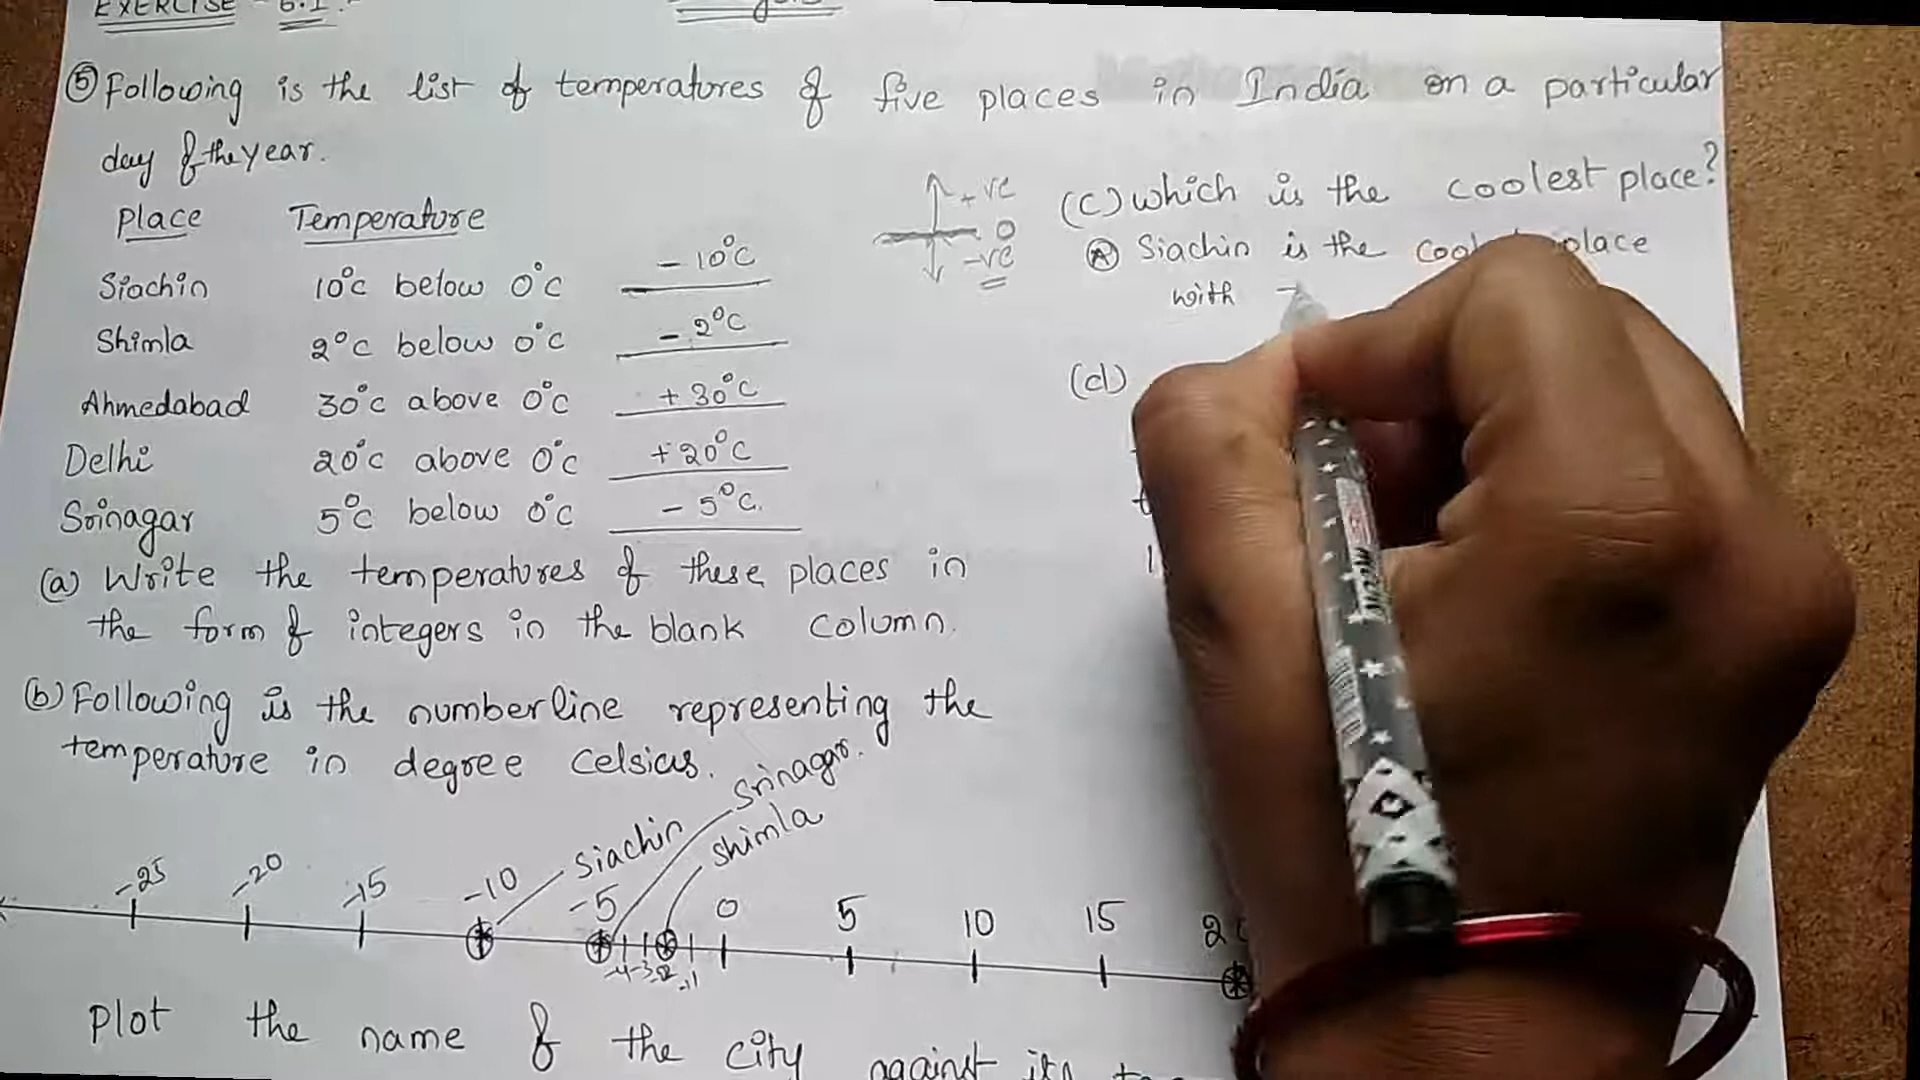 EXERCISE - 6.1
⑤ Following is the list of temperatures of five places in India on a particular
day of the year.
Place Temperature
Siachin 10°c below 0°c - 10°C
Shimla 2°c below 0°c - 2°C
Ahmedabad 30°c above 0°c + 30°C
Delhi 20°c above 0°c + 20°C
Srinagar 5°c below 0°c - 5°C.
(a) Write the temperatures of these places in
the form of integers in the blank column.
(b) Following is the numberline representing the
temperature in degree Celsius.
Srinagar.
Siachin Shimla
-25 -20 -15 -10 -5 0 5 10 15
-4 -3 -2 -1
Plot the name of the city against its
+ve
0
-ve
(c) which is the coolest place?
Ⓐ Siachin is the place
with -
(d)